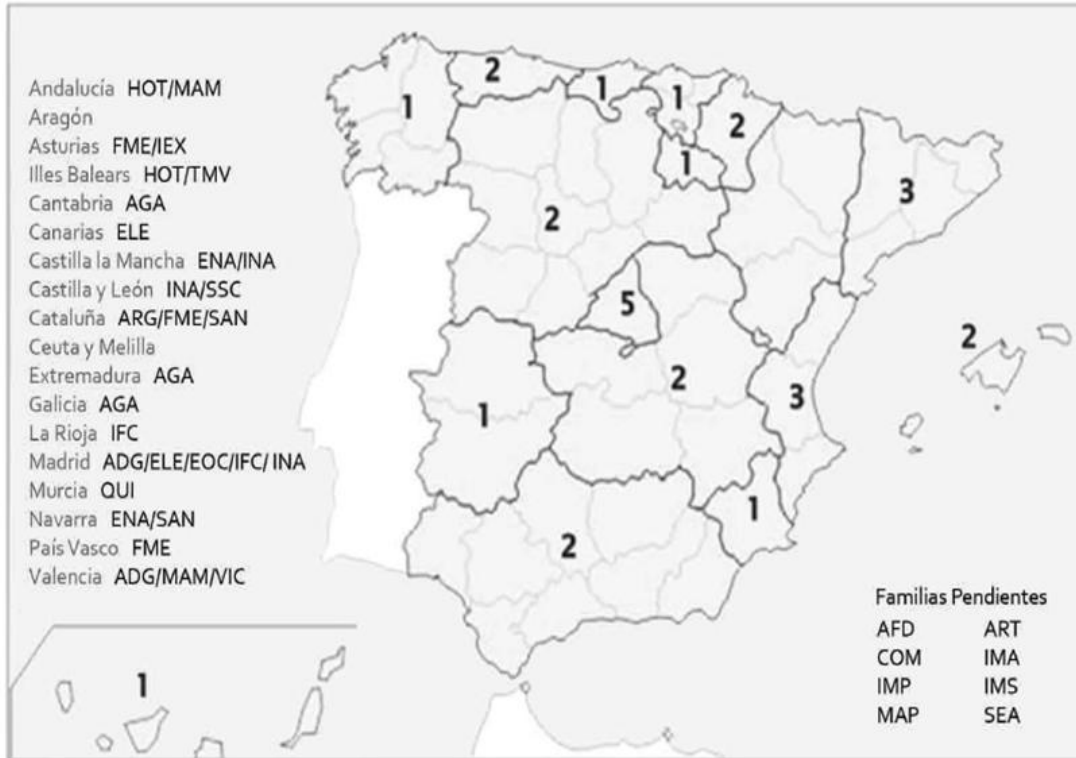 Andalucía HOT/MAM
Aragón
Asturias FME/IEX
Illes Balears HOT/TMV
Cantabria AGA
Canarias ELE
Castilla la Mancha ENA/INA
Castilla y León INA/SSC
Cataluña ARG/FME/SAN
Ceuta y Melilla
Extremadura AGA
Galicia AGA
La Rioja IFC
Madrid ADG/ELE/EOC/IFC/ INA
Murcia QUI
Navarra ENA/SAN
País Vasco FME
Valencia ADG/MAM/VIC
1
2
1
1
2
1
3
2
5
2
2
3
1
1
2
1
Familias Pendientes
AFD ART
COM IMA
IMP IMS
MAP SEA